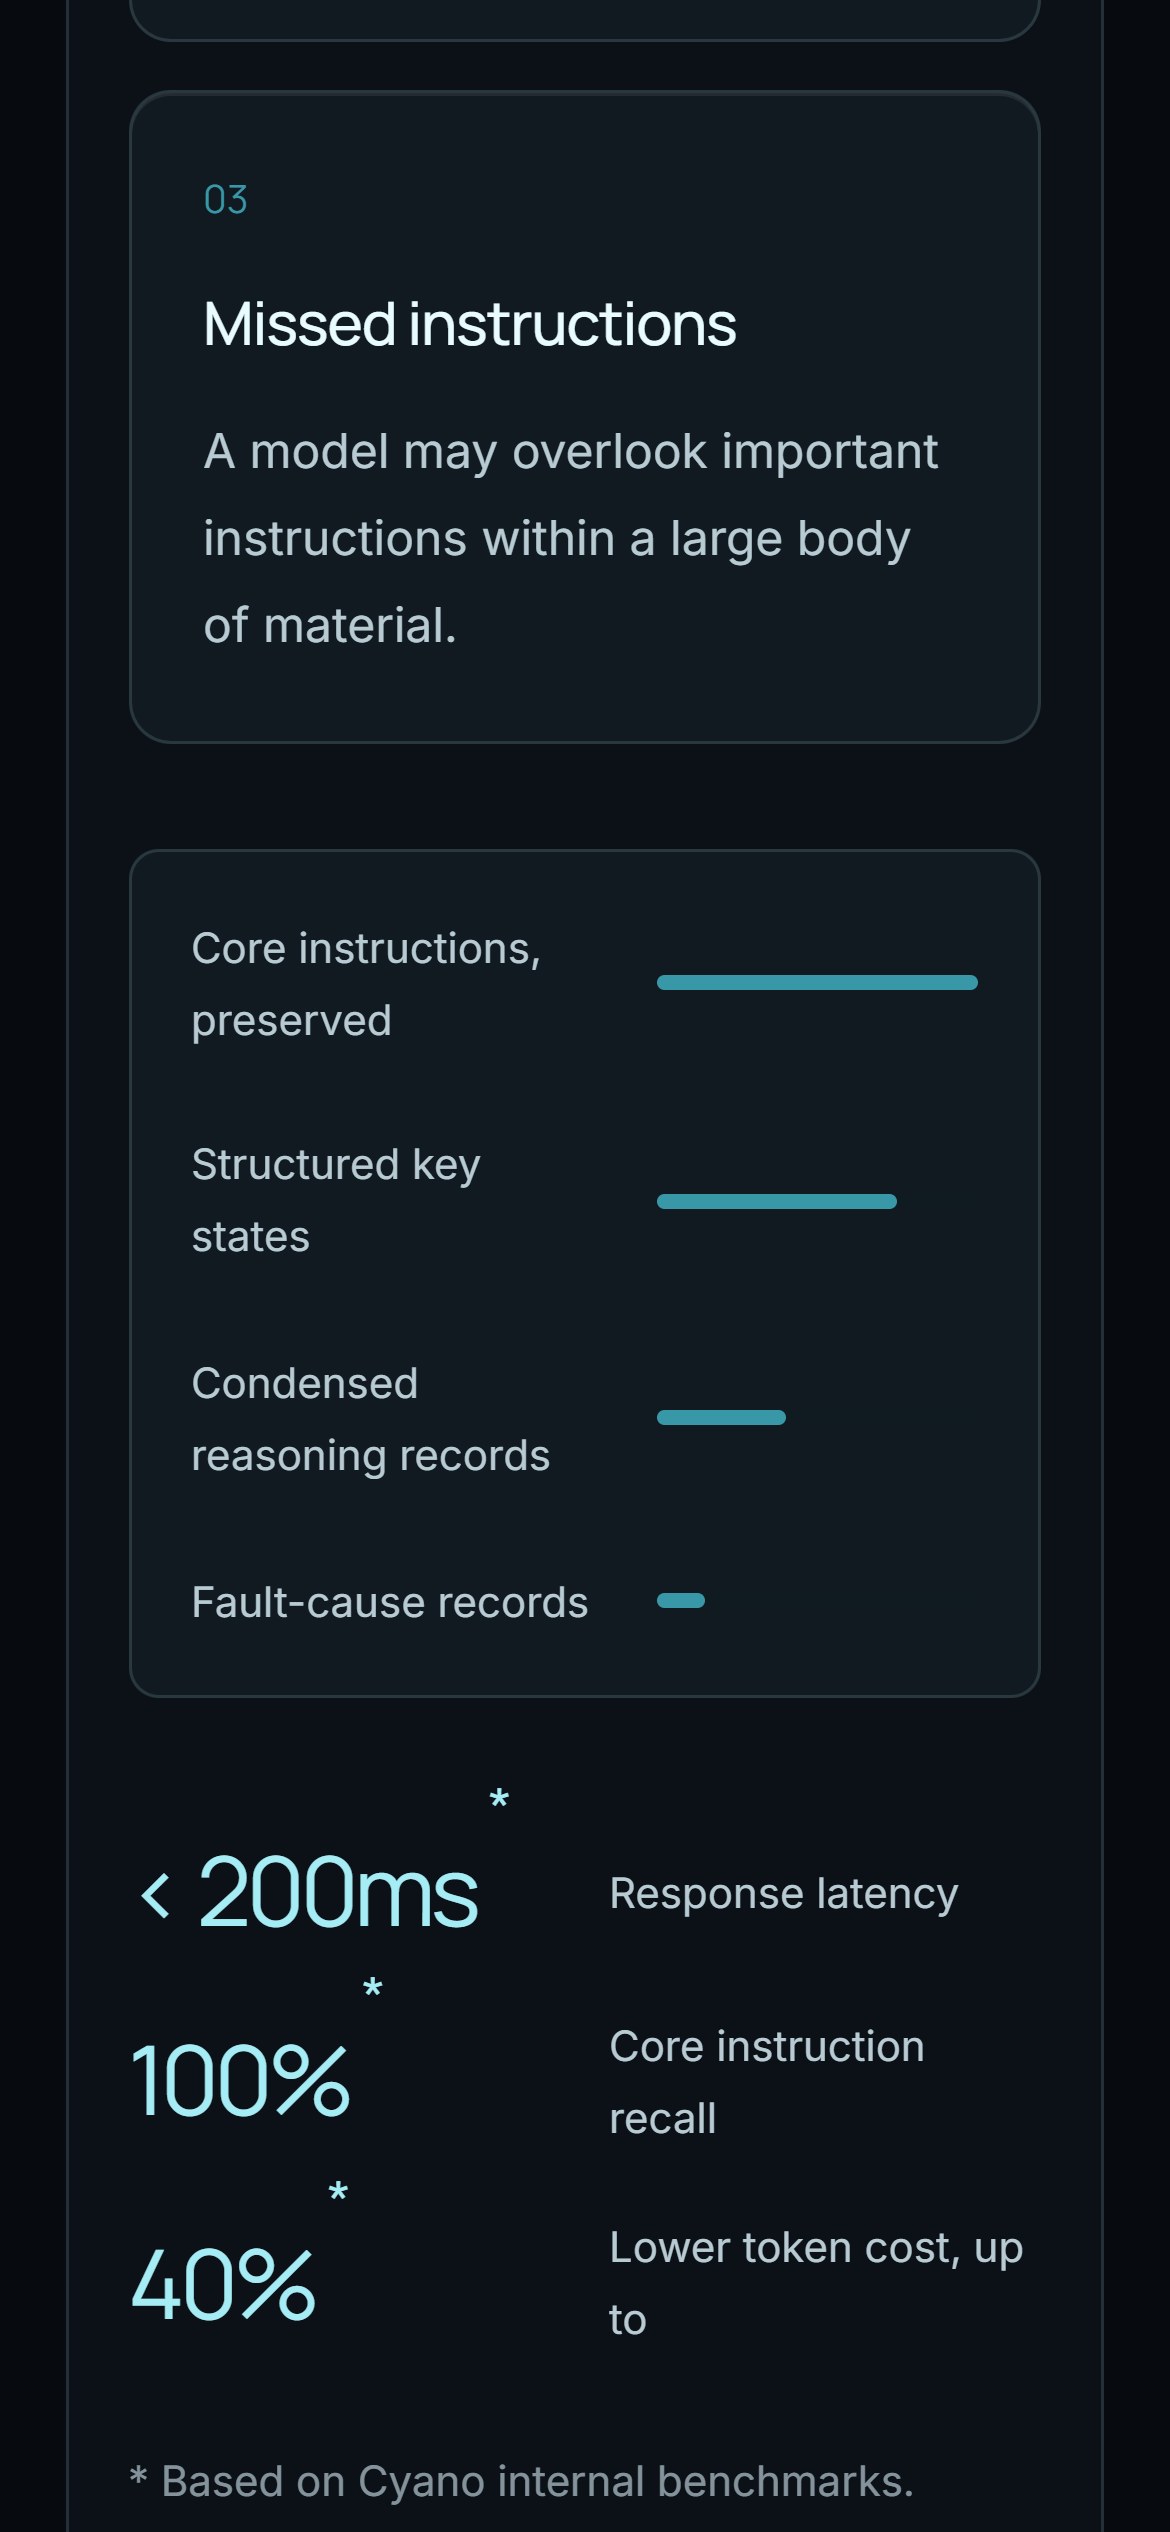 03
Missed instructions
A model may overlook important
instructions within a large body
of material.
Core instructions,
preserved
Structured key
states
Condensed
reasoning records
Fault-cause records
< 200ms*
Response latency
100%*
Core instruction
recall
40%*
Lower token cost, up
to
* Based on Cyano internal benchmarks.